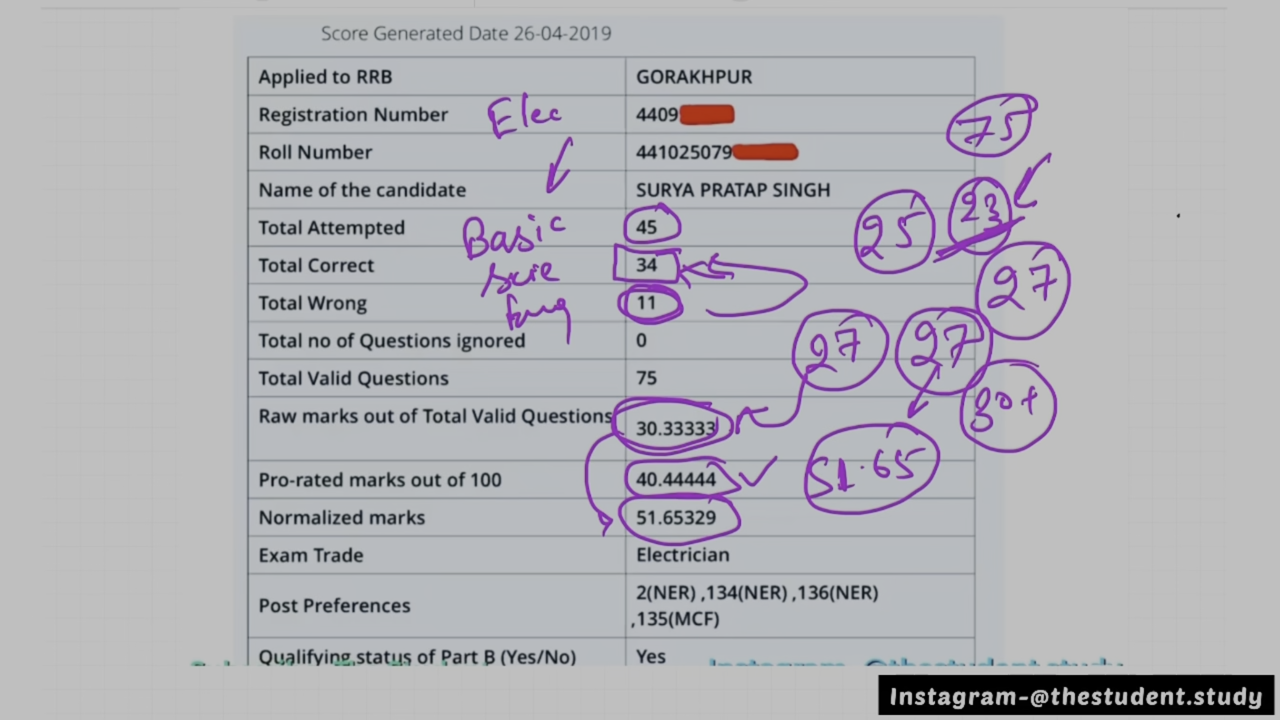 Score Generated Date 26-04-2019
Applied to RRB GORAKHPUR
Registration Number 4409
Roll Number 441025079
Name of the candidate SURYA PRATAP SINGH
Total Attempted 45
Total Correct 34
Total Wrong 11
Total no of Questions ignored 0
Total Valid Questions 75
Raw marks out of Total Valid Questions 30.33333
Pro-rated marks out of 100 40.44444
Normalized marks 51.65329
Exam Trade Electrician
Post Preferences 2(NER) ,134(NER) ,136(NER)
,135(MCF)
Qualifying status of Part B (Yes/No) Yes
Elec
Basic
75
25 23
27
27 27
30+
51.65
Instagram-@thestudent.study